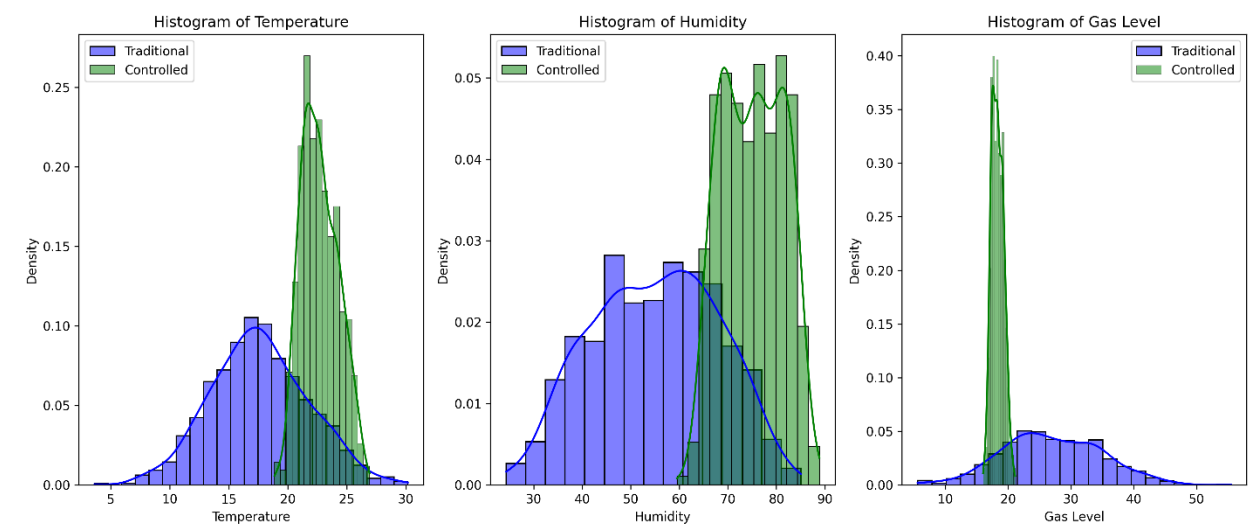 Histogram of Temperature
Traditional
Controlled
0.25
0.20
0.15
0.10
0.05
0.00
Density
5 10 15 20 25 30
Temperature
Histogram of Humidity
Traditional
Controlled
0.05
0.04
0.03
0.02
0.01
0.00
Density
30 40 50 60 70 80 90
Humidity
Histogram of Gas Level
Traditional
Controlled
0.40
0.35
0.30
0.25
0.20
0.15
0.10
0.05
0.00
Density
10 20 30 40 50
Gas Level